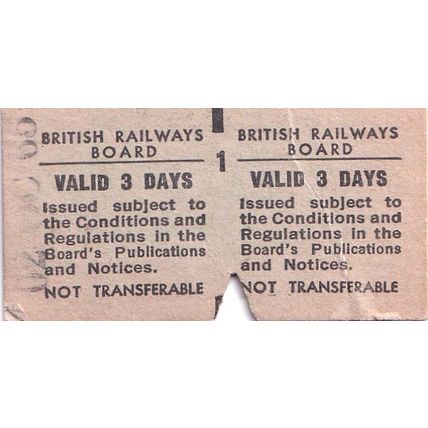 BRITISH RAILWAYS
BOARD
VALID 3 DAYS
Issued subject to
the Conditions and
Regulations in the
Board's Publications
and Notices.
NOT TRANSFERABLE
1
BRITISH RAILWAYS
BOARD
VALID 3 DAYS
Issued subject to
the Conditions and
Regulations in the
Board's Publications
and Notices.
NOT TRANSFERABLE